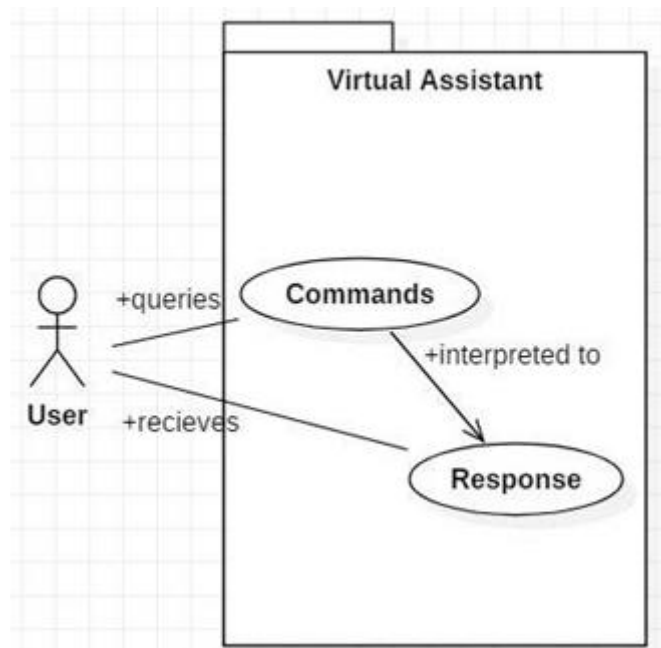 Virtual Assistant
+queries
Commands
+interpreted to
User
+recieves
Response